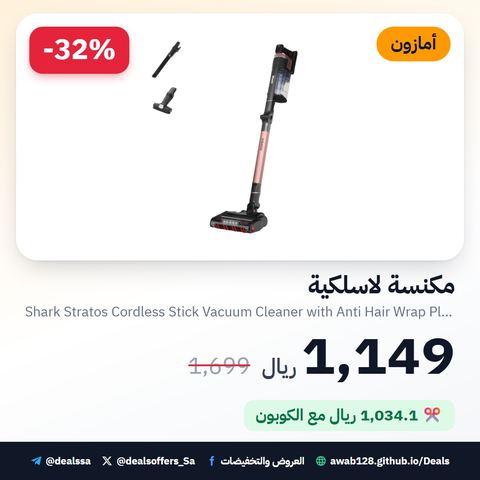 -32%
أمازون
مكنسة لاسلكية
Shark Stratos Cordless Stick Vacuum Cleaner with Anti Hair Wrap Pl...
1,149 ريال 1,699
1,034.1 ريال مع الكوبون
@dealssa @dealsoffers_Sa العروض والتخفيضات awab128.github.io/Deals